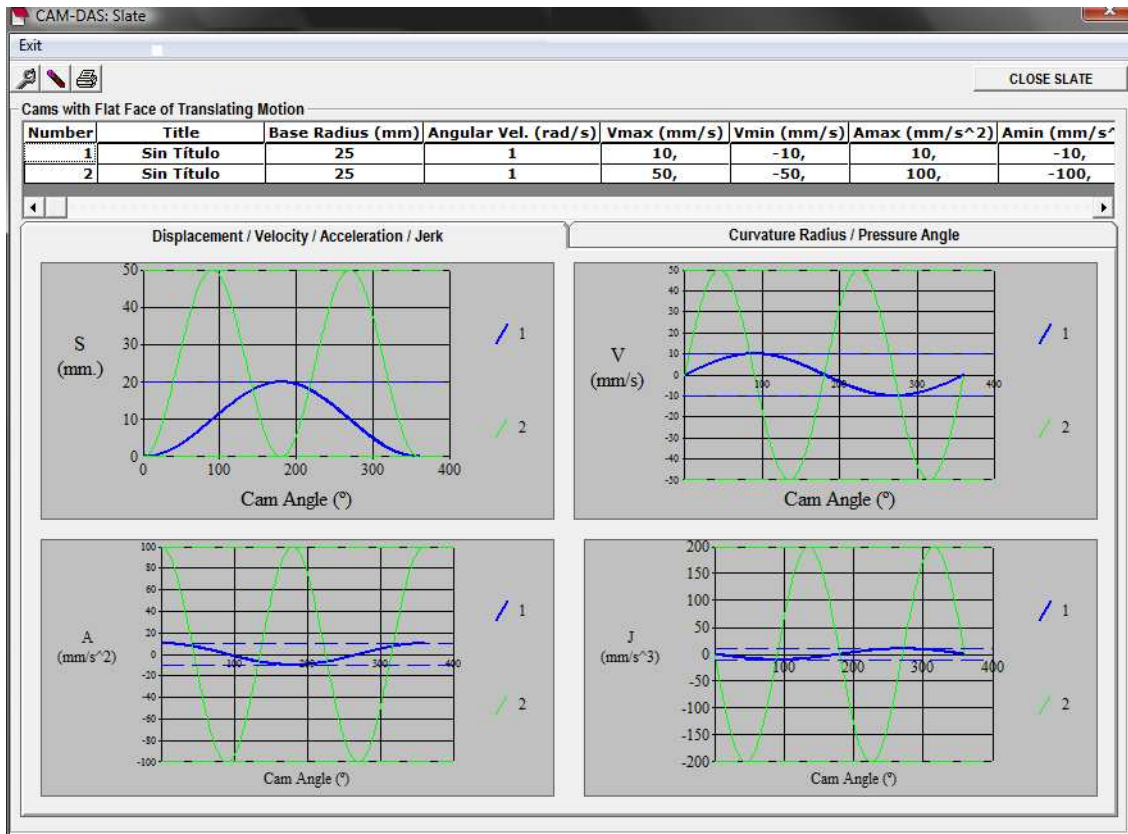 CAM-DAS: Slate
Exit
CLOSE SLATE
Cams with Flat Face of Translating Motion
Number Title Base Radius (mm) Angular Vel. (rad/s) Vmax (mm/s) Vmin (mm/s) Amax (mm/s^2) Amin (mm/s^
1 Sin Título 25 1 10, -10, 10, -10,
2 Sin Título 25 1 50, -50, 100, -100,
Displacement / Velocity / Acceleration / Jerk
Curvature Radius / Pressure Angle
50
40
30
20
10
0
S
(mm.)
0 100 200 300 400
Cam Angle (º)
1
2
50
40
30
20
10
0
-10
-20
-30
-40
-50
V
(mm/s)
100 200 300 400
Cam Angle (º)
1
2
100
80
60
40
20
0
-20
-40
-60
-80
-100
A
(mm/s^2)
100 200 300 400
Cam Angle (º)
1
2
200
150
100
50
0
-50
-100
-150
-200
J
(mm/s^3)
100 200 300 400
Cam Angle (º)
1
2